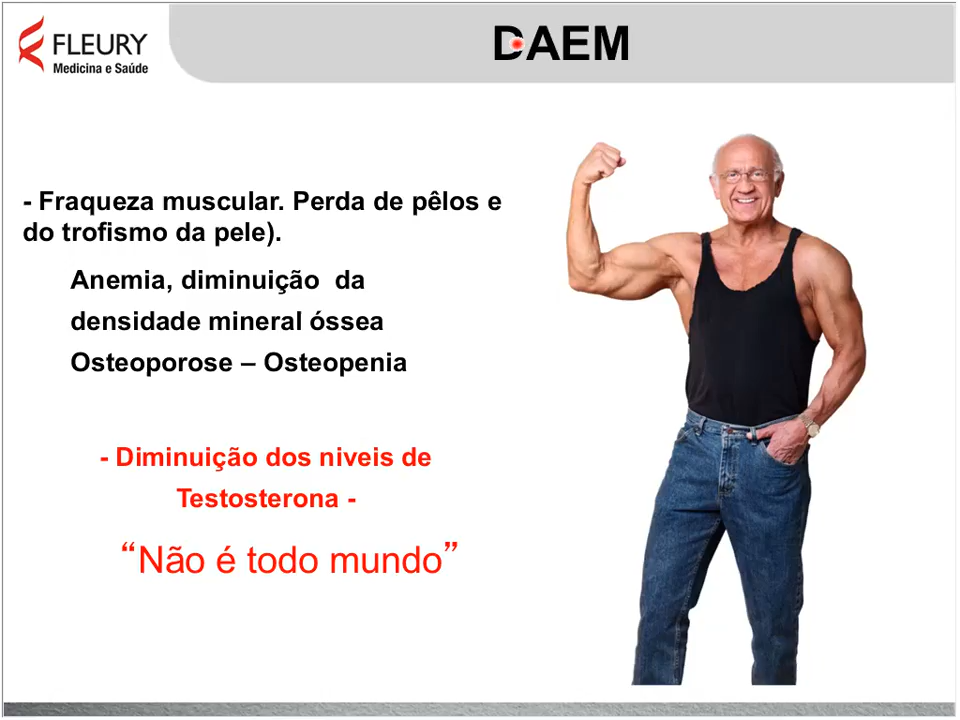 FLEURY
Medicina e Saúde
DAEM
- Fraqueza muscular. Perda de pêlos e
do trofismo da pele).
Anemia, diminuição da
densidade mineral óssea
Osteoporose – Osteopenia
- Diminuição dos niveis de
Testosterona -
“Não é todo mundo”